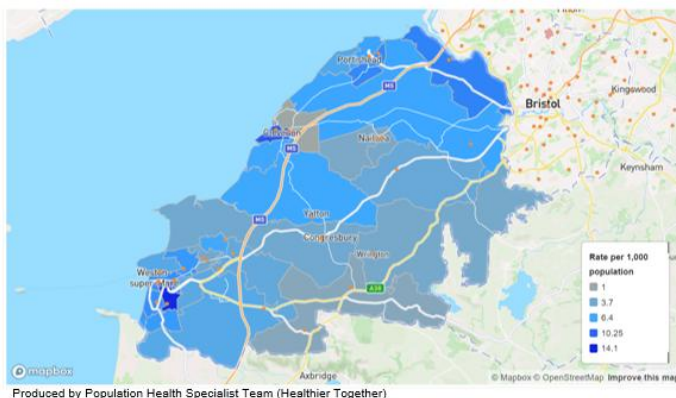 Portishead
M5
Bristol
Kingswood
Clevedon
M5
Nailsea
Keynsham
Yatton
M5
Congresbury
Wrington
Weston
super-Mare
A38
Axbridge
Rate per 1,000
population
1
3.7
6.4
10.25
14.1
mapbox
© Mapbox © OpenStreetMap Improve this map
Produced by Population Health Specialist Team (Healthier Together)